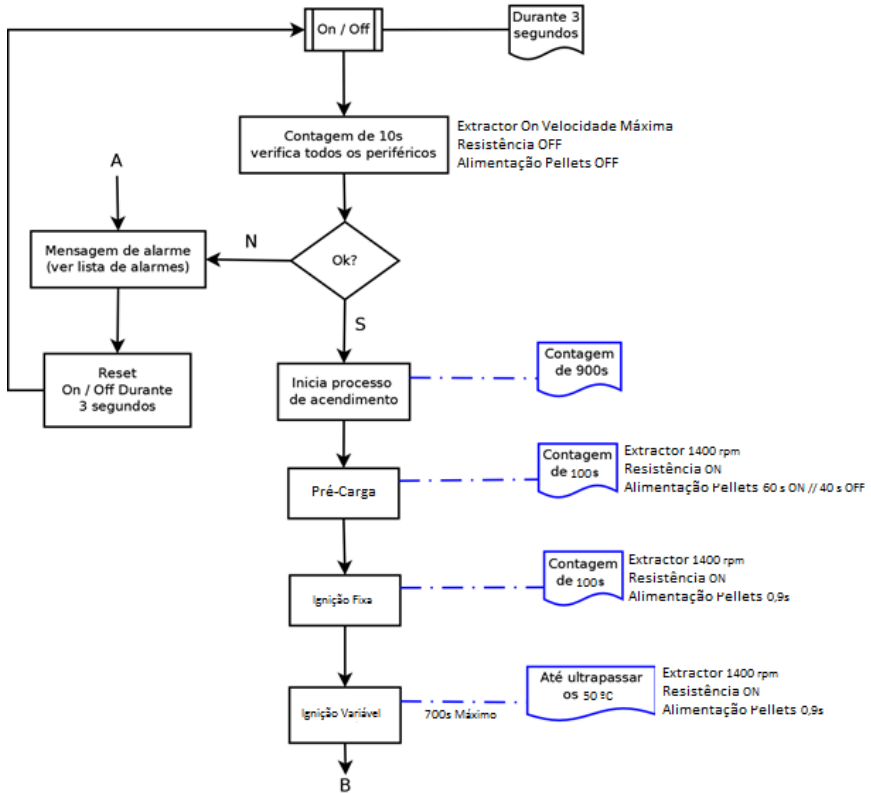 On / Off
Durante 3
segundos
Contagem de 10s
verifica todos os periféricos
Extractor On Velocidade Máxima
Resistência OFF
Alimentação Pellets OFF
A
Mensagem de alarme
(ver lista de alarmes)
N
Ok?
S
Reset
On / Off Durante
3 segundos
Inicia processo
de acendimento
Contagem
de 900s
Pré-Carga
Contagem
de 100s
Extractor 1400 rpm
Resistência ON
Alimentação Pellets 60 s ON // 40 s OFF
Ignição Fixa
Contagem
de 100s
Extractor 1400 rpm
Resistência ON
Alimentação Pellets 0,9s
Ignição Variável
700s Máximo
Até ultrapassar
os 50 ºC
Extractor 1400 rpm
Resistência ON
Alimentação Pellets 0,9s
B